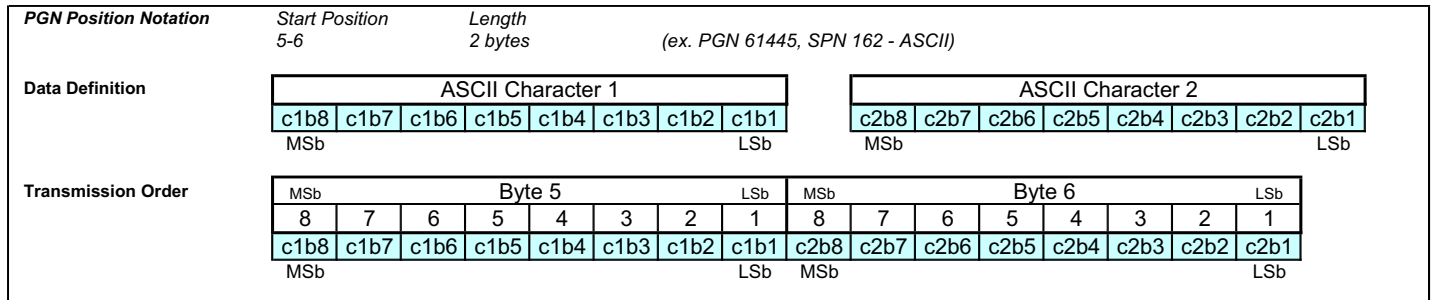 PGN Position Notation Start Position Length
5-6 2 bytes (ex. PGN 61445, SPN 162 - ASCII)
Data Definition ASCII Character 1 ASCII Character 2
c1b8 c1b7 c1b6 c1b5 c1b4 c1b3 c1b2 c1b1 c2b8 c2b7 c2b6 c2b5 c2b4 c2b3 c2b2 c2b1
MSb LSb MSb LSb
Transmission Order MSb Byte 5 LSb MSb Byte 6 LSb
8 7 6 5 4 3 2 1 8 7 6 5 4 3 2 1
c1b8 c1b7 c1b6 c1b5 c1b4 c1b3 c1b2 c1b1 c2b8 c2b7 c2b6 c2b5 c2b4 c2b3 c2b2 c2b1
MSb LSb MSb LSb